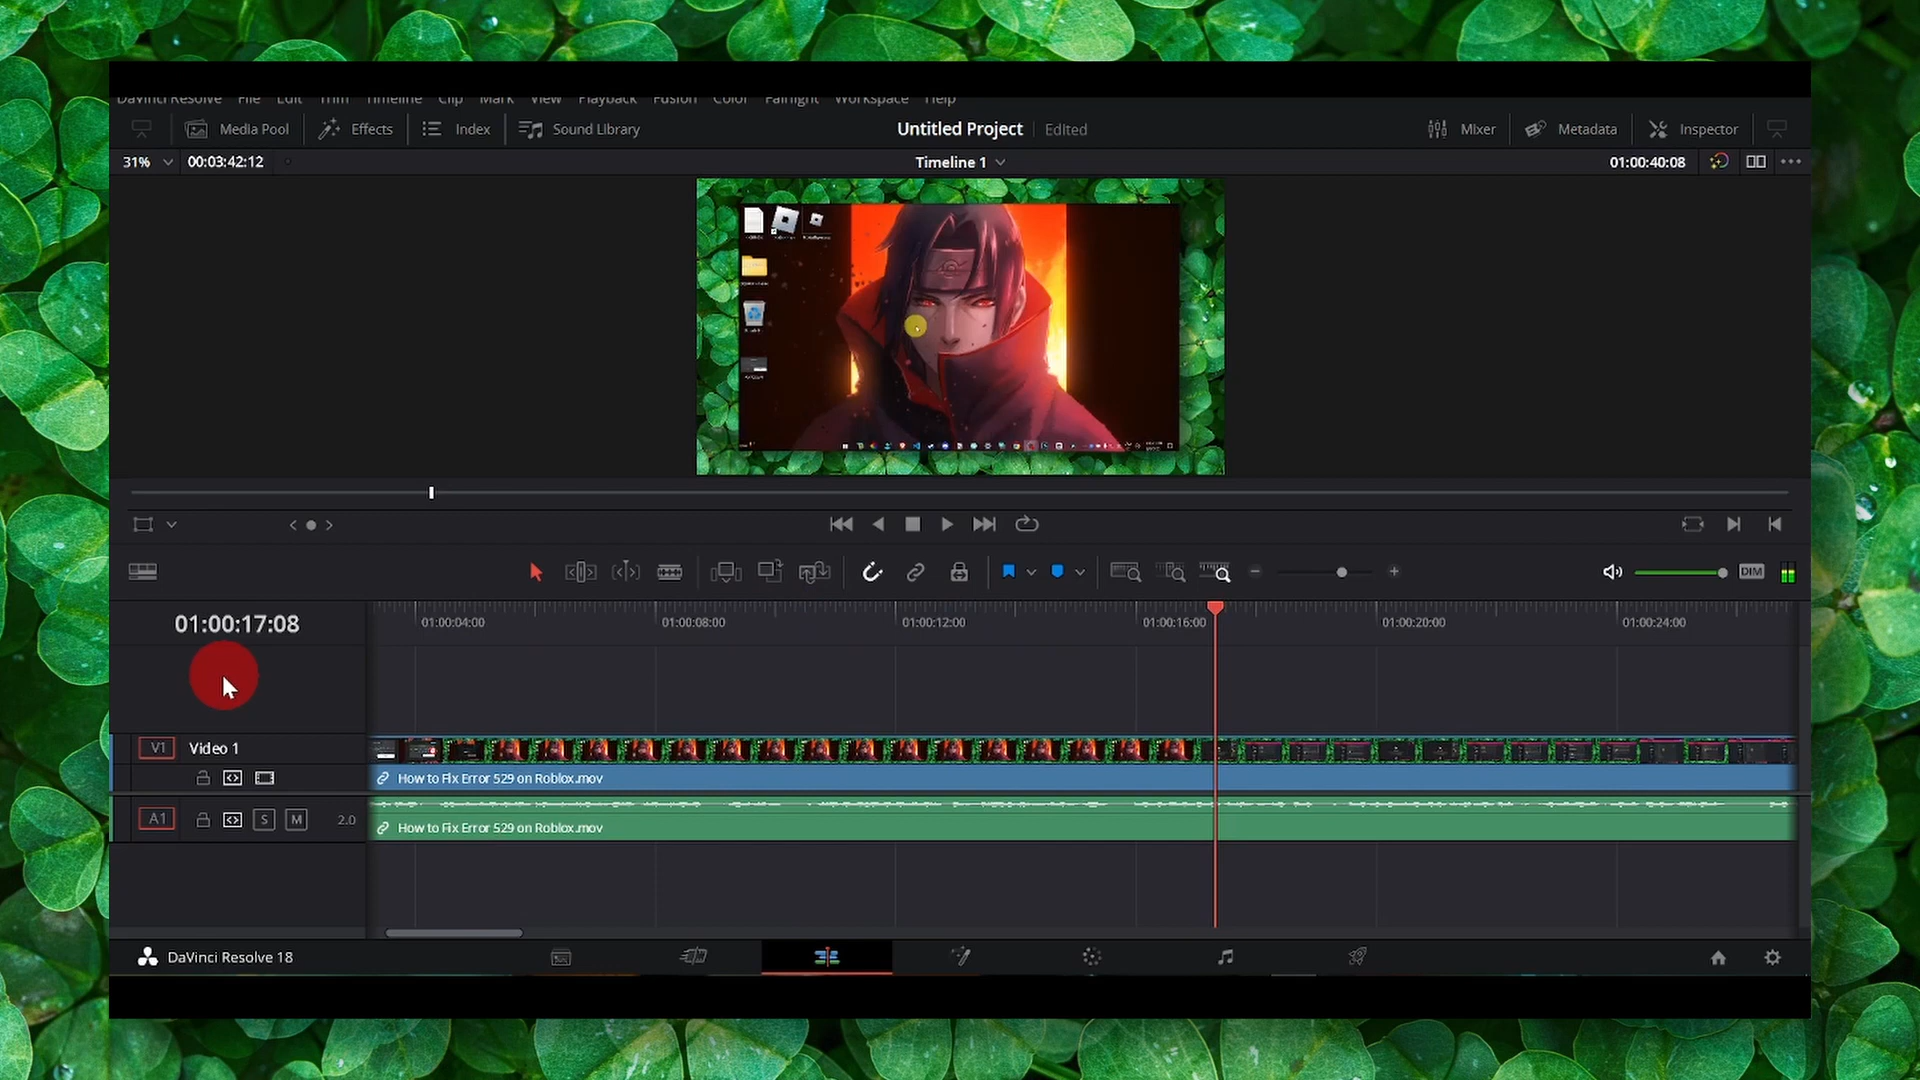 DaVinci Resolve File Edit Trim Timeline Clip Mark View Playback Fusion Color Fairlight Workspace Help
Media Pool Effects Index Sound Library Untitled Project Edited Mixer Metadata Inspector
31% 00:03:42:12 Timeline 1 01:00:40:08
DIM
01:00:17:08 01:00:04:00 01:00:08:00 01:00:12:00 01:00:16:00 01:00:20:00 01:00:24:00
V1 Video 1
How to Fix Error 529 on Roblox.mov
A1 S M 2.0
How to Fix Error 529 on Roblox.mov
DaVinci Resolve 18